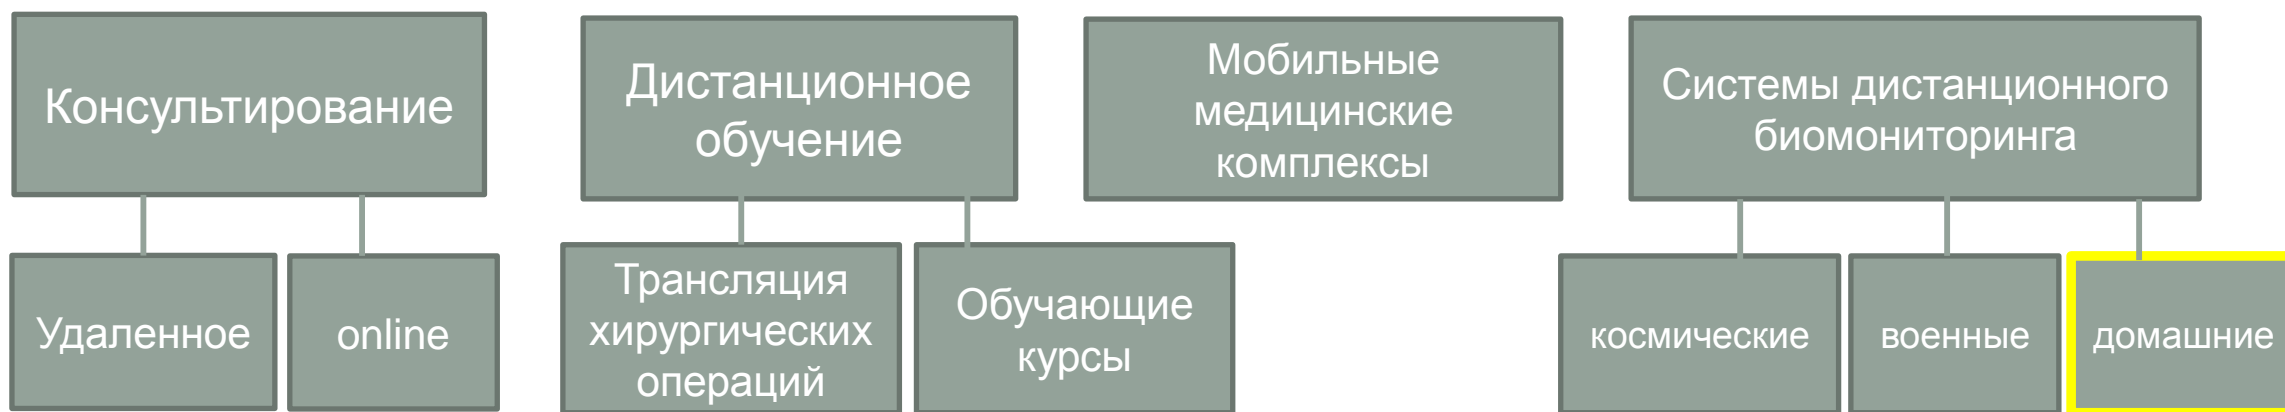 Консультирование
Дистанционное
обучение
Мобильные
медицинские
комплексы
Системы дистанционного
биомониторинга
Удаленное
online
Трансляция
хирургических
операций
Обучающие
курсы
космические
военные
домашние